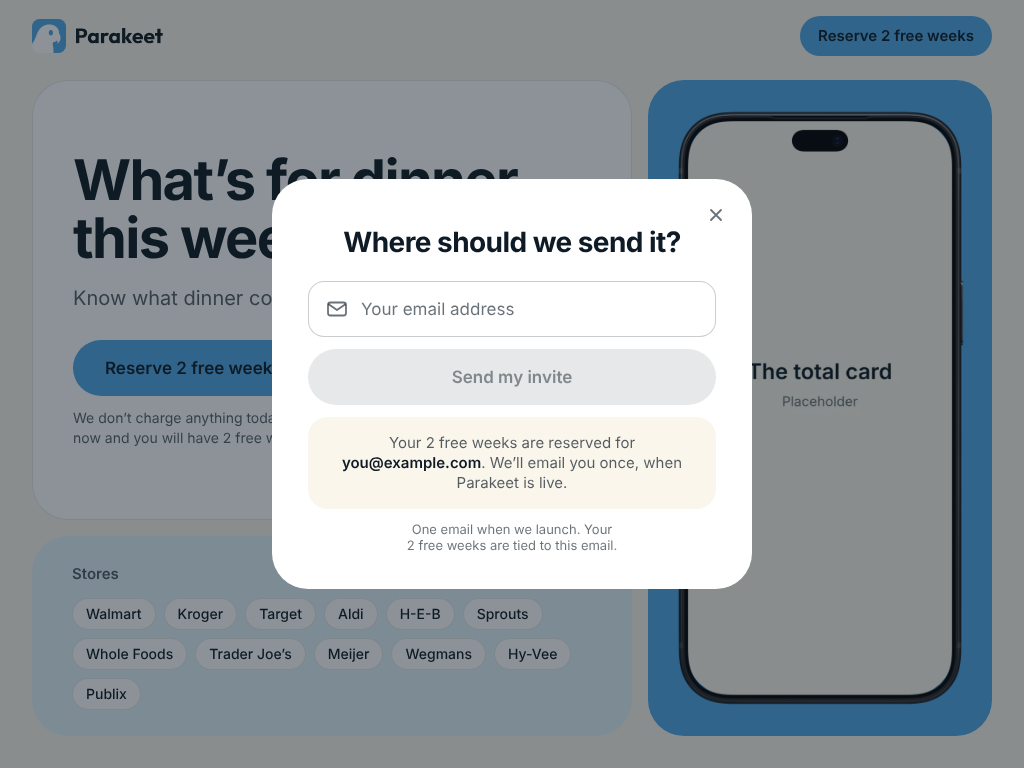 Parakeet
Reserve 2 free weeks
What's for dinner
this wee
Know what dinner co
Reserve 2 free week
We don't charge anything toda
now and you will have 2 free w
Where should we send it?
Your email address
Send my invite
Your 2 free weeks are reserved for
you@example.com. We'll email you once, when
Parakeet is live.
One email when we launch. Your
2 free weeks are tied to this email.
The total card
Placeholder
Stores
Walmart Kroger Target Aldi H-E-B Sprouts
Whole Foods Trader Joe's Meijer Wegmans Hy-Vee
Publix